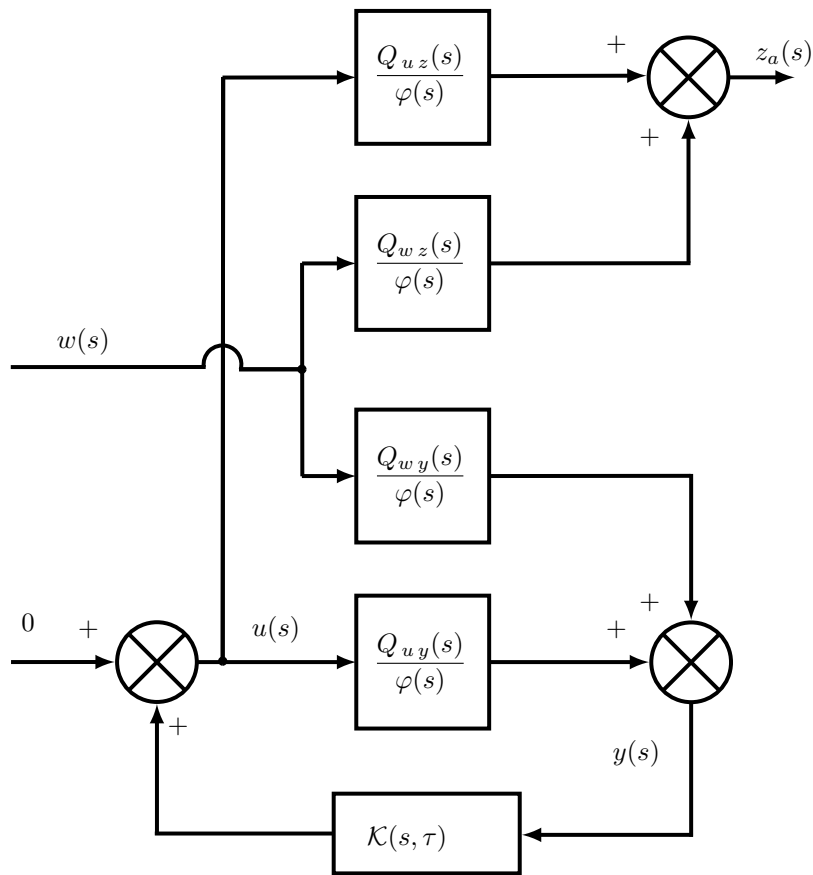 Q_{uz}(s)
φ(s)
+
z_a(s)
+
Q_{wz}(s)
φ(s)
w(s)
Q_{wy}(s)
φ(s)
0
+
u(s)
Q_{uy}(s)
φ(s)
+
+
+
y(s)
𝒦(s, τ)